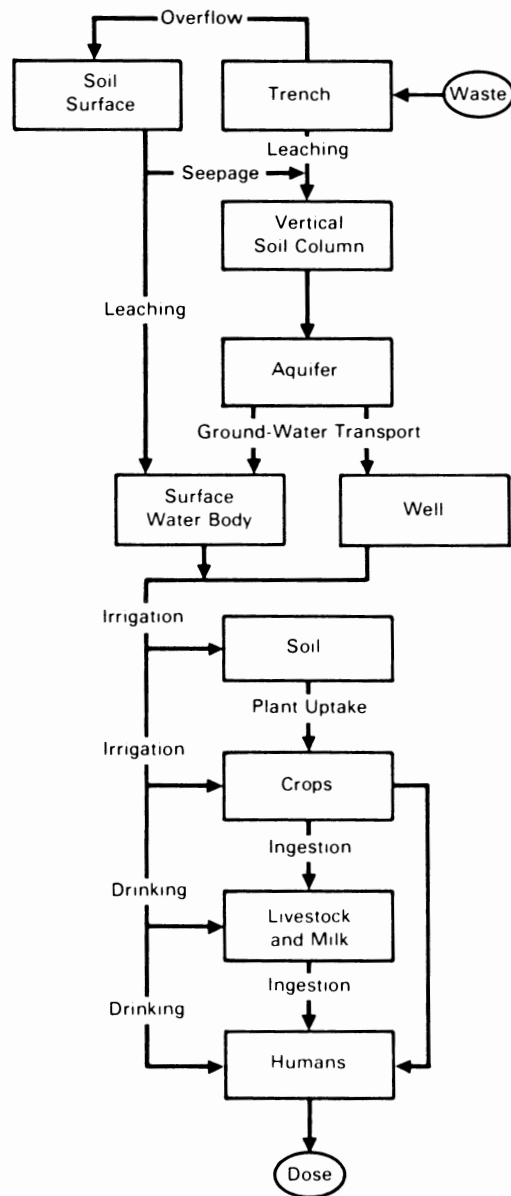 Overflow
Soil
Surface
Trench
Waste
Leaching
Seepage
Vertical
Soil Column
Leaching
Aquifer
Ground-Water Transport
Surface
Water Body
Well
Irrigation
Soil
Plant Uptake
Irrigation
Crops
Ingestion
Drinking
Livestock
and Milk
Ingestion
Drinking
Humans
Dose